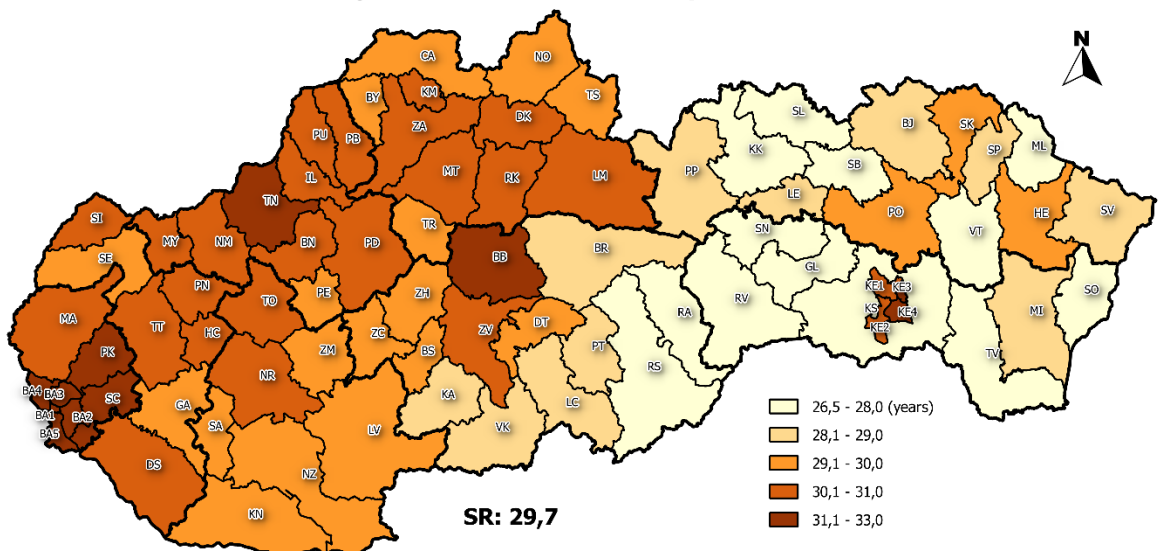 N
CA
NO
BY
KM
TS
PU
PB
ZA
DK
SL
BJ
SK
SP
ML
KK
SB
IL
MT
RK
LM
PP
LE
TN
SI
MY
NM
BN
PD
TR
PO
HE
SV
SE
BB
BR
SN
VT
GL
PN
TO
PE
ZH
RV
KE1
KE3
SO
MA
TT
HC
ZC
ZV
DT
RA
KS
KE4
MI
KE2
PK
ZM
BS
PT
TV
NR
RS
BA4
BA3
SC
KA
LC
BA1
BA2
GA
SA
LV
VK
BA5
DS
NZ
KN
SR: 29,7
26,5 - 28,0 (years)
28,1 - 29,0
29,1 - 30,0
30,1 - 31,0
31,1 - 33,0